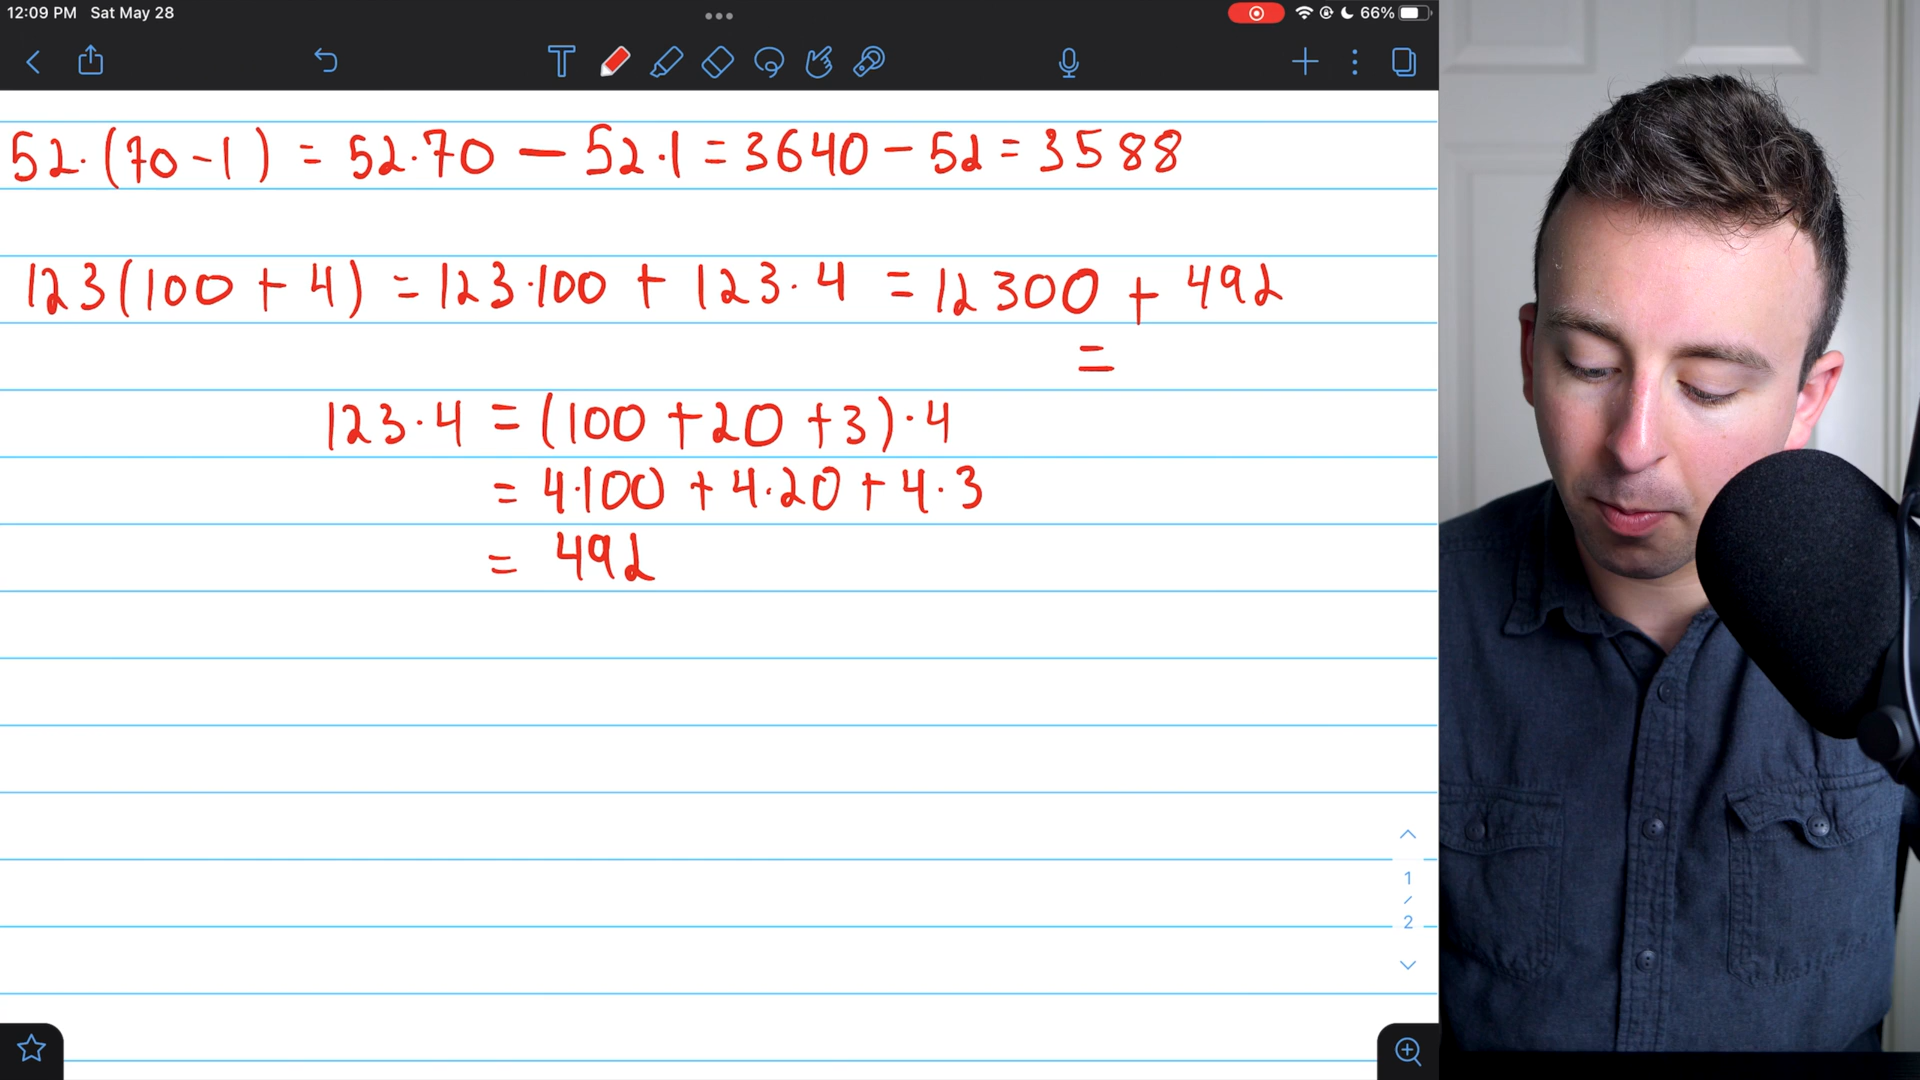 12:09 PM Sat May 28
66%
52·(70-1) = 52·70 - 52·1 = 3640 - 52 = 3588
123(100 + 4) = 123·100 + 123·4 = 12300 + 492
=
123·4 = (100 + 20 + 3)·4
= 4·100 + 4·20 + 4·3
= 492
1
/
2